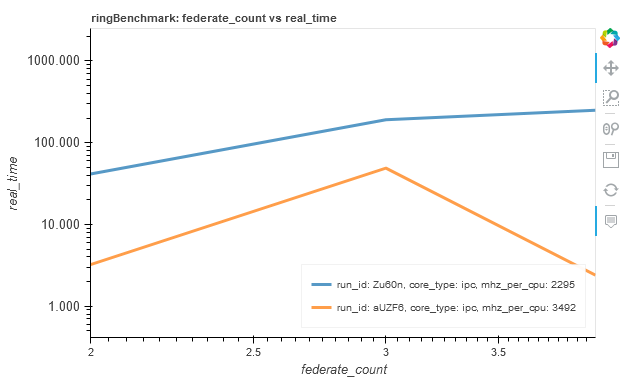 ringBenchmark: federate_count vs real_time
1000.000
100.000
10.000
1.000
real_time
2
2.5
3
3.5
federate_count
run_id: Zu60n, core_type: ipc, mhz_per_cpu: 2295
run_id: aUZF6, core_type: ipc, mhz_per_cpu: 3492